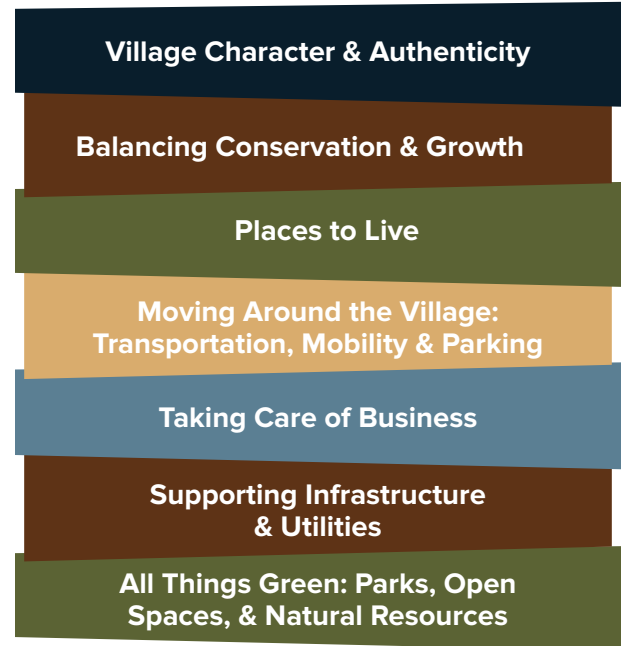 Village Character & Authenticity
Balancing Conservation & Growth
Places to Live
Moving Around the Village:
Transportation, Mobility & Parking
Taking Care of Business
Supporting Infrastructure
& Utilities
All Things Green: Parks, Open
Spaces, & Natural Resources